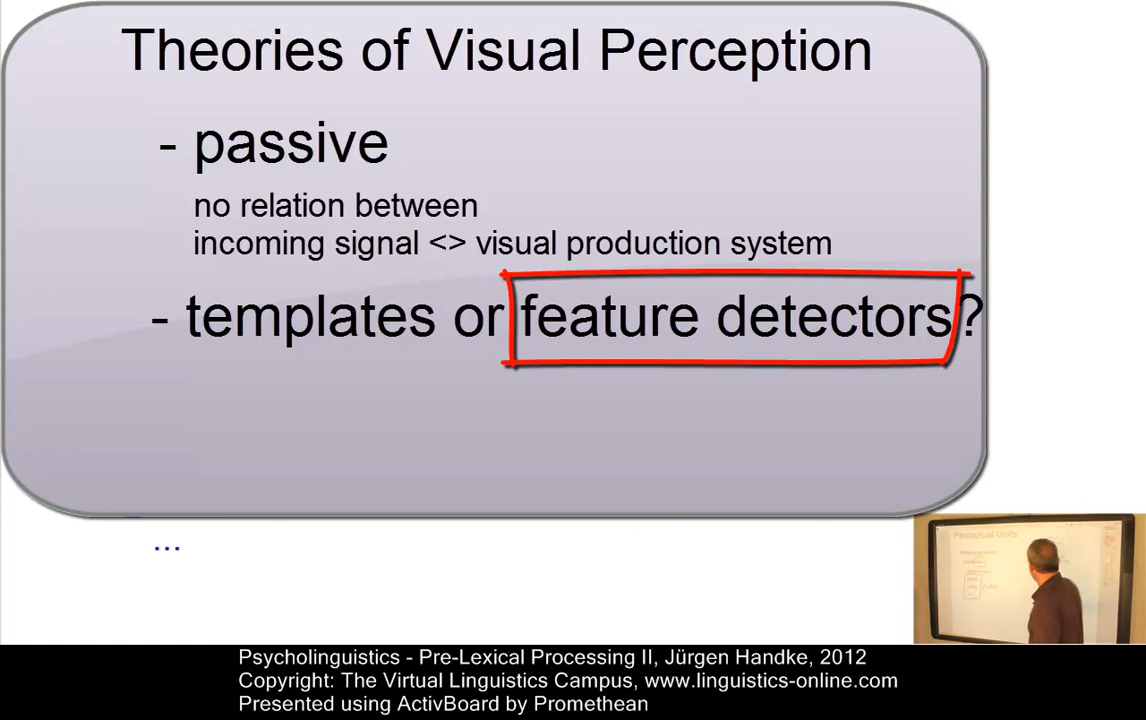 Theories of Visual Perception
- passive
no relation between
incoming signal <> visual production system
- templates or feature detectors?
...
Perceptual Units
Psycholinguistics - Pre-Lexical Processing II, Jürgen Handke, 2012
Copyright: The Virtual Linguistics Campus, www.linguistics-online.com
Presented using ActivBoard by Promethean